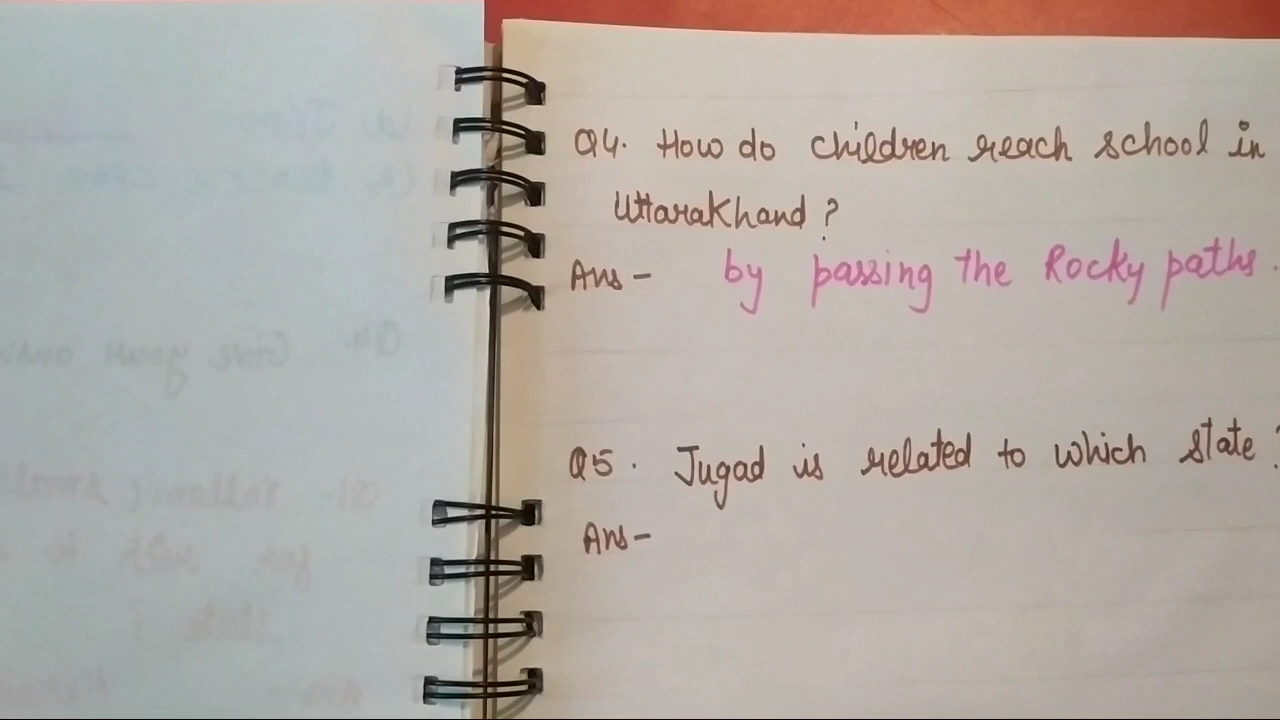 Q4. How do children reach school in
Uttarakhand?
Ans- by passing the Rocky paths.
Q5. Jugad is related to which state?
Ans-